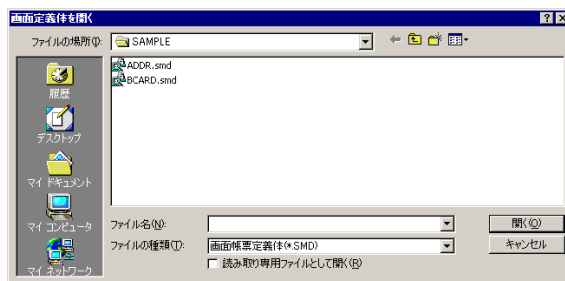 画面定義体を開く
ファイルの場所(I): SAMPLE
ADDR.smd
BCARD.smd
履歴
デスクトップ
マイ ドキュメント
マイ コンピュータ
マイ ネットワーク
ファイル名(N): 開く(O)
ファイルの種類(T): 画面帳票定義体(*.SMD) キャンセル
読み取り専用ファイルとして開く(R)